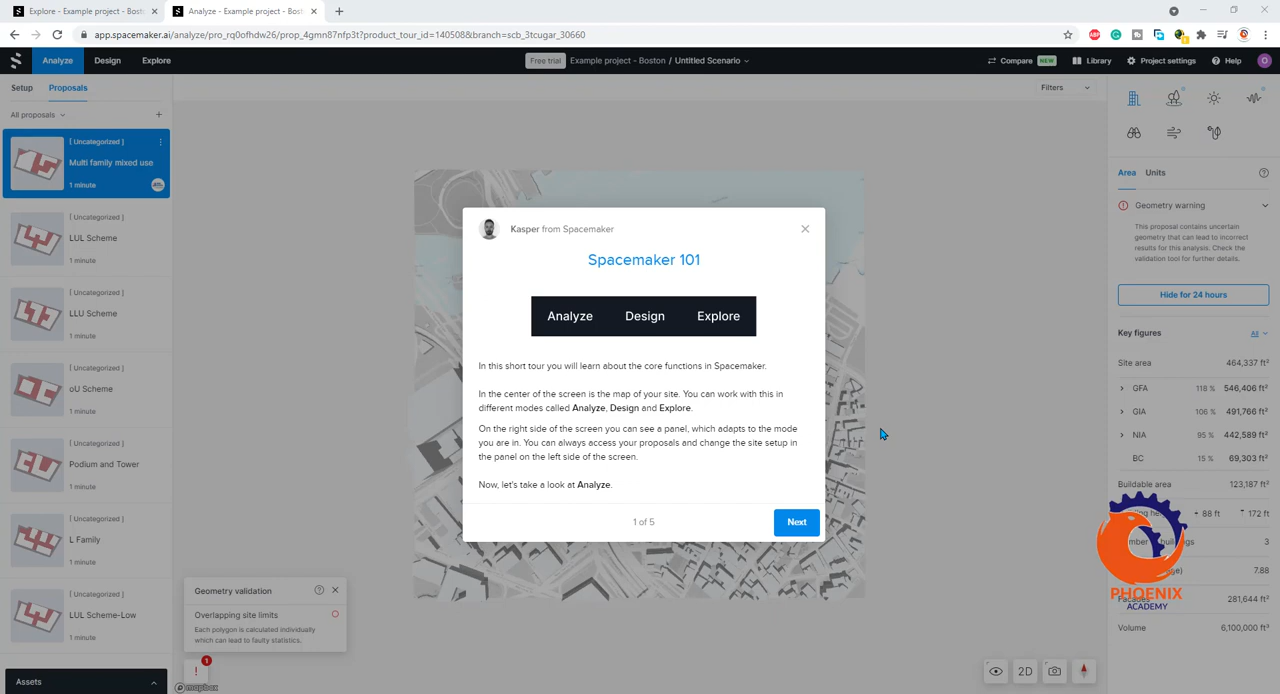 Explore - Example project - Bost
Analyze - Example project - Bost
app.spacemaker.ai/analyze/pro_rq0ofhdw26/prop_4gmn87nfp3t?product_tour_id=140508&branch=scb_3tcugar_30660
Analyze
Design
Explore
Free trial
Example project - Boston / Untitled Scenario
Compare
NEW
Library
Project settings
Help
O
Setup
Proposals
All proposals
Filters
[ Uncategorized ]
Multi family mixed use
1 minute
[ Uncategorized ]
LUL Scheme
1 minute
[ Uncategorized ]
LLU Scheme
1 minute
[ Uncategorized ]
oU Scheme
1 minute
[ Uncategorized ]
Podium and Tower
1 minute
[ Uncategorized ]
L Family
1 minute
[ Uncategorized ]
LUL Scheme-Low
1 minute
Assets
Kasper from Spacemaker
Spacemaker 101
Analyze Design Explore
In this short tour you will learn about the core functions in Spacemaker.
In the center of the screen is the map of your site. You can work with this in
different modes called Analyze, Design and Explore.
On the right side of the screen you can see a panel, which adapts to the mode
you are in. You can always access your proposals and change the site setup in
the panel on the left side of the screen.
Now, let's take a look at Analyze.
1 of 5
Next
Geometry validation
Overlapping site limits
Each polygon is calculated individually
which can lead to faulty statistics.
1
mapbox
2D
Area
Units
Geometry warning
This proposal contains uncertain
geometry that can lead to incorrect
results for this analysis. Check the
validation tool for further details.
Hide for 24 hours
Key figures
All
Site area 464,337 ft²
GFA 118 % 546,406 ft²
GIA 106 % 491,766 ft²
NIA 95 % 442,589 ft²
BC 15 % 69,303 ft²
Buildable area 123,187 ft²
88 ft 172 ft
3
7.88
281,644 ft²
Volume 6,100,000 ft³
PHOENIX
ACADEMY